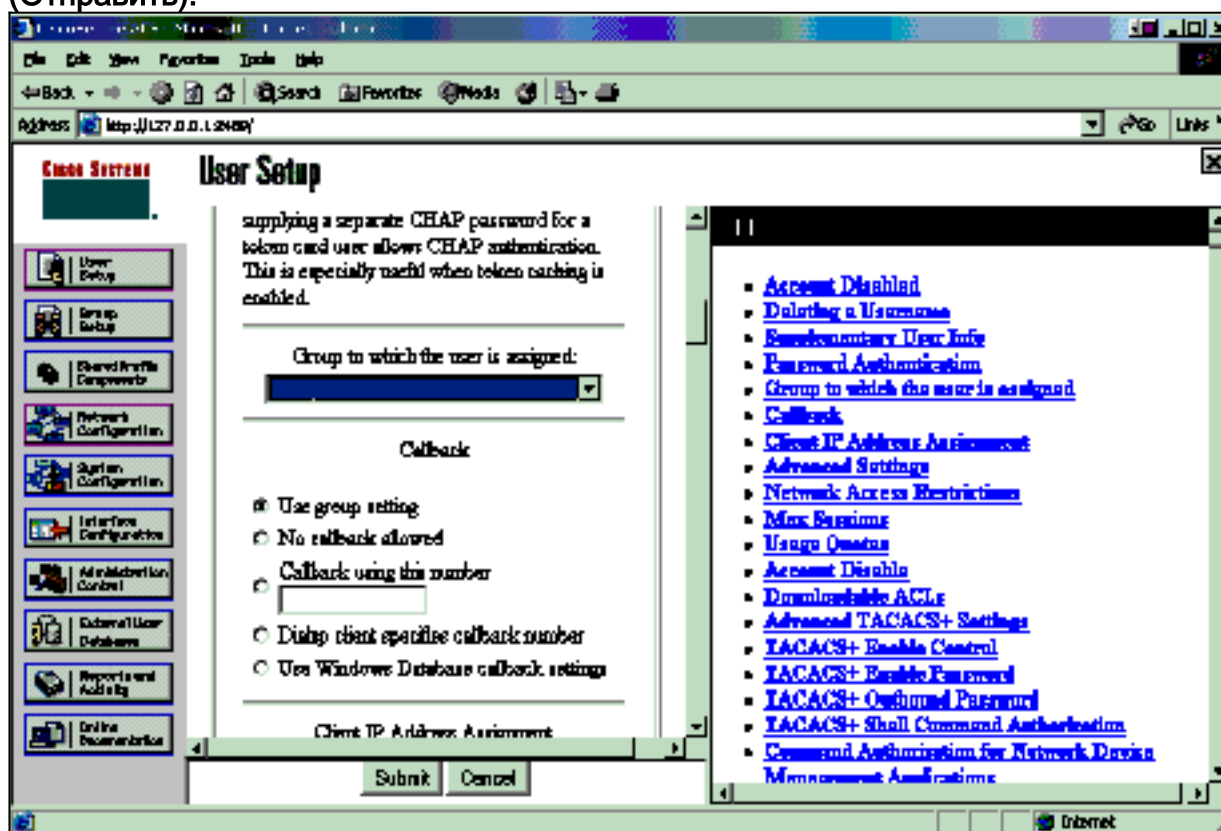 (Отправить).
File Edit View Favorites Tools Help
Back Search Favorites Media
Address http://127.0.0.1:2489/ Go Links
Cisco Systems
User Setup
User Setup
Group Setup
Shared Profile Components
Network Configuration
System Configuration
Interface Configuration
Administration Control
External User Databases
Reports and Activity
Online Documentation
supplying a separate CHAP password for a
token card user allows CHAP authentication.
This is especially useful when token caching is
enabled.
Group to which the user is assigned:
Callback
Use group setting
No callback allowed
Callback using this number
Dialup client specifies callback number
Use Windows Database callback settings
Client IP Address Assignment
Submit Cancel
Account Disabled
Deleting a Username
Supplementary User Info
Password Authentication
Group to which the user is assigned
Callback
Client IP Address Assignment
Advanced Settings
Network Access Restrictions
Max Sessions
Usage Quotas
Account Disable
Downloadable ACLs
Advanced TACACS+ Settings
TACACS+ Enable Control
TACACS+ Enable Password
TACACS+ Outbound Password
TACACS+ Shell Command Authorization
Command Authorization for Network Device
Management Applications
Internet